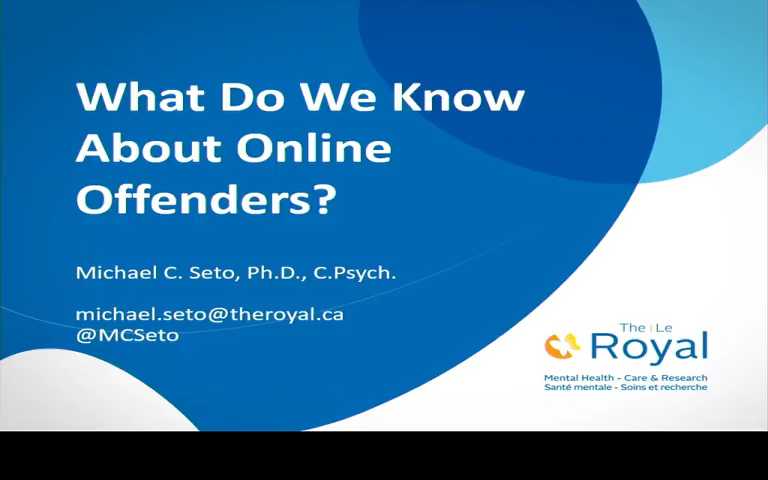 What Do We Know
About Online
Offenders?
Michael C. Seto, Ph.D., C.Psych.
michael.seto@theroyal.ca
@MCSeto
The | Le
Royal
Mental Health - Care & Research
Santé mentale - Soins et recherche